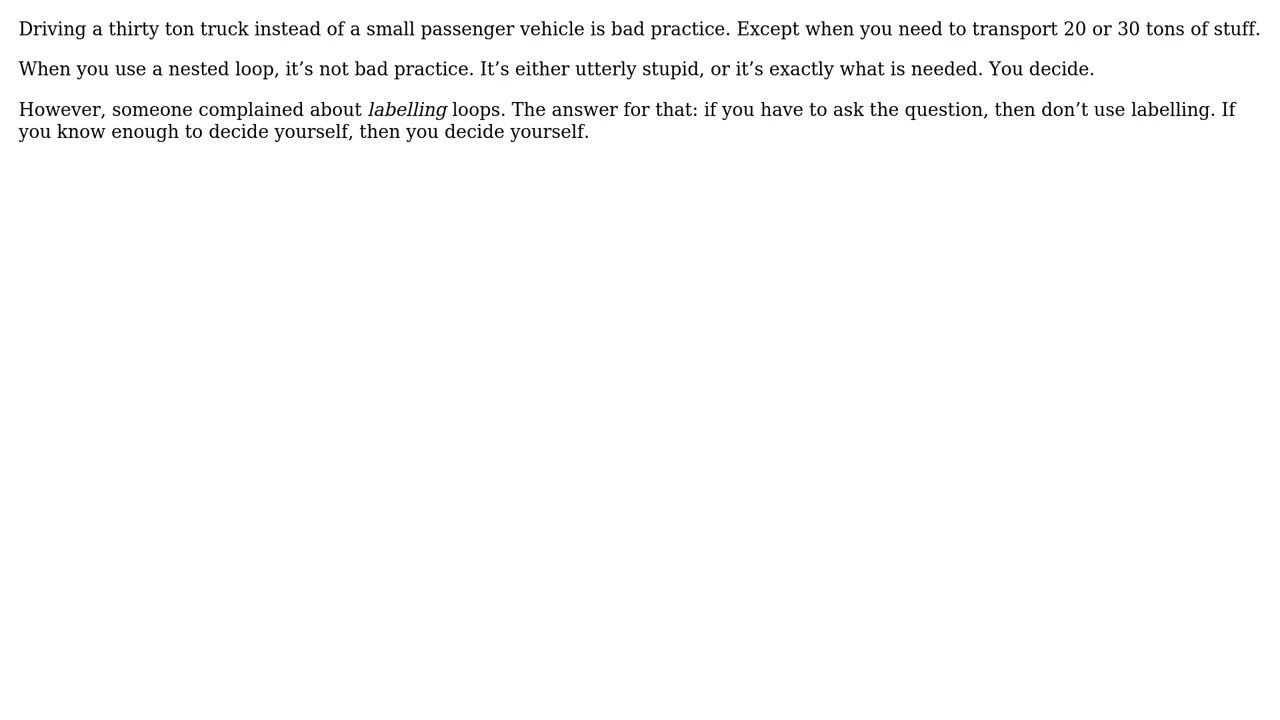 Driving a thirty ton truck instead of a small passenger vehicle is bad practice. Except when you need to transport 20 or 30 tons of stuff.
When you use a nested loop, it’s not bad practice. It’s either utterly stupid, or it’s exactly what is needed. You decide.
However, someone complained about labelling loops. The answer for that: if you have to ask the question, then don’t use labelling. If
you know enough to decide yourself, then you decide yourself.